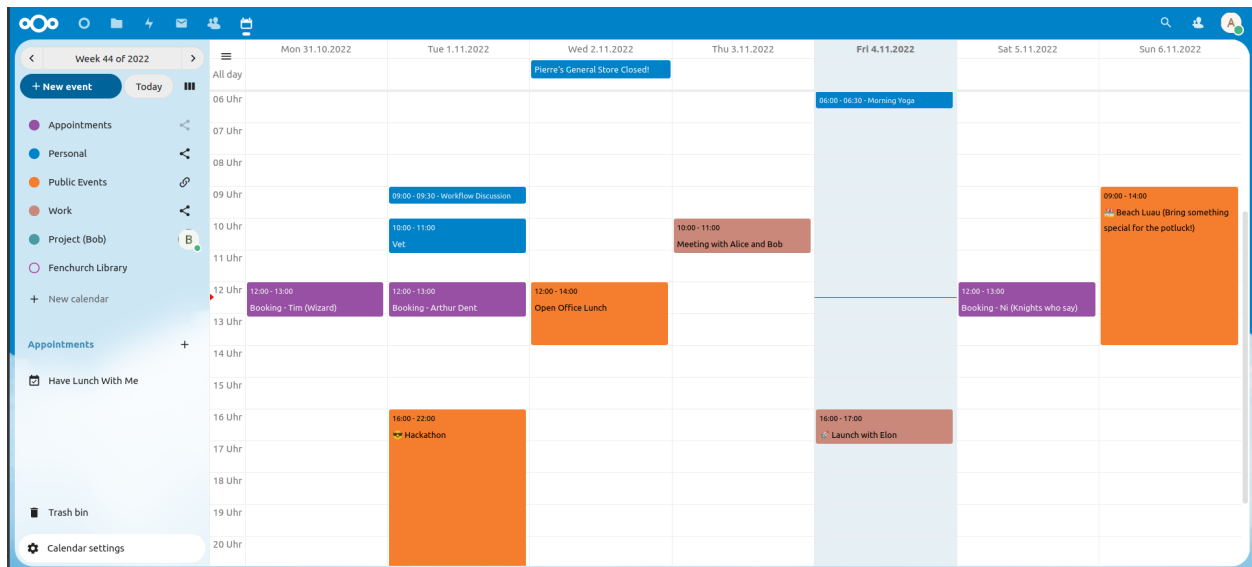 A
Week 44 of 2022
+ New event
Today
Appointments
Personal
Public Events
Work
Project (Bob)
B
Fenchurch Library
+ New calendar
Appointments
+
Have Lunch With Me
Trash bin
Calendar settings
Mon 31.10.2022
Tue 1.11.2022
Wed 2.11.2022
Thu 3.11.2022
Fri 4.11.2022
Sat 5.11.2022
Sun 6.11.2022
All day
Pierre's General Store Closed!
06 Uhr
06:00 - 06:30 - Morning Yoga
07 Uhr
08 Uhr
09 Uhr
09:00 - 09:30 - Workflow Discussion
09:00 - 14:00
🏖️ Beach Luau (Bring something
special for the potluck!)
10 Uhr
10:00 - 11:00
Vet
10:00 - 11:00
Meeting with Alice and Bob
11 Uhr
12 Uhr
12:00 - 13:00
Booking - Tim (Wizard)
12:00 - 13:00
Booking - Arthur Dent
12:00 - 14:00
Open Office Lunch
12:00 - 13:00
Booking - Ni (Knights who say)
13 Uhr
14 Uhr
15 Uhr
16 Uhr
16:00 - 22:00
😎 Hackathon
16:00 - 17:00
🚀 Launch with Elon
17 Uhr
18 Uhr
19 Uhr
20 Uhr